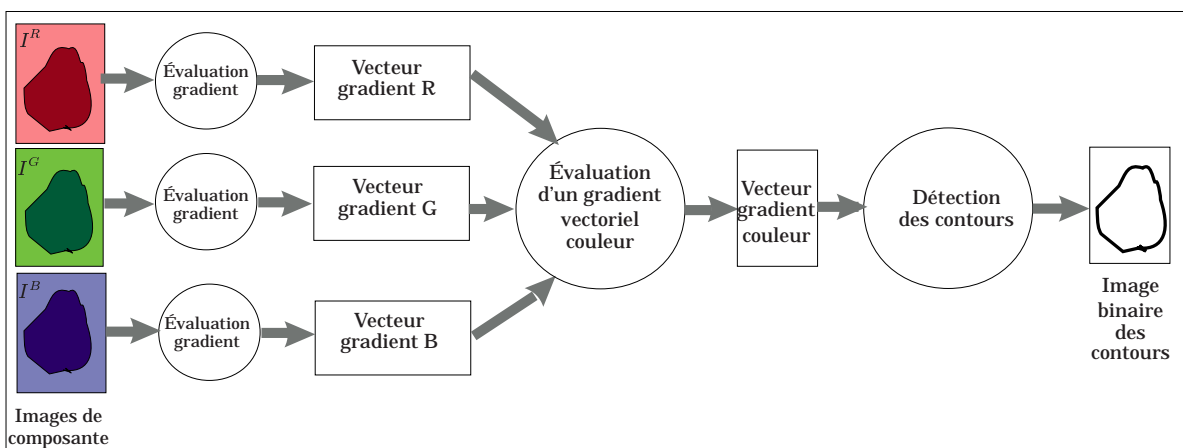 I^R
Évaluation
gradient
Vecteur
gradient R
I^G
Évaluation
gradient
Vecteur
gradient G
I^B
Évaluation
gradient
Vecteur
gradient B
Évaluation
d'un gradient
vectoriel
couleur
Vecteur
gradient
couleur
Détection
des contours
Image
binaire
des
contours
Images de
composante